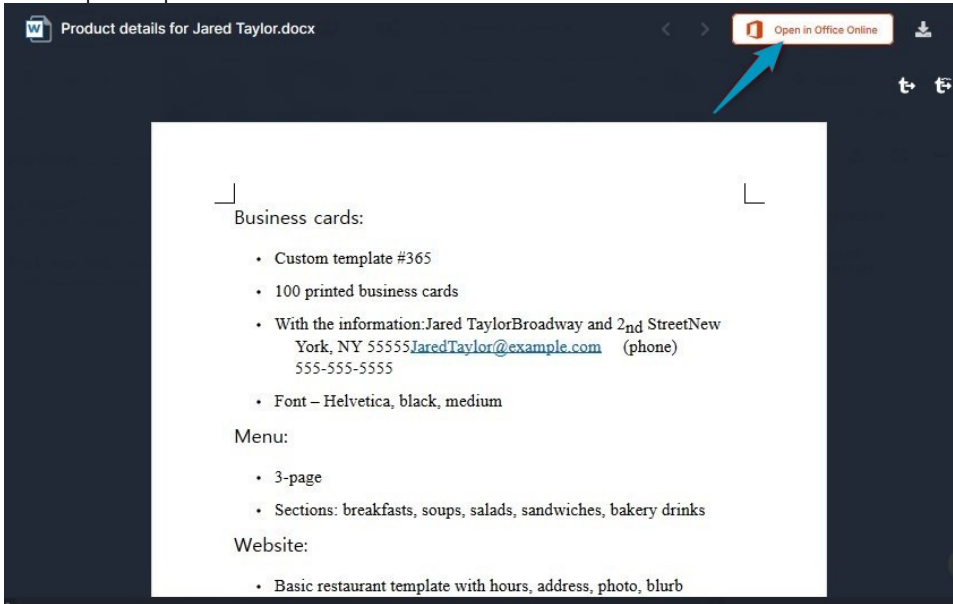 Product details for Jared Taylor.docx
Open in Office Online
Business cards:
• Custom template #365
• 100 printed business cards
• With the information:Jared TaylorBroadway and 2nd StreetNew
York, NY 55555JaredTaylor@example.com (phone)
555-555-5555
• Font – Helvetica, black, medium
Menu:
• 3-page
• Sections: breakfasts, soups, salads, sandwiches, bakery drinks
Website:
• Basic restaurant template with hours, address, photo, blurb